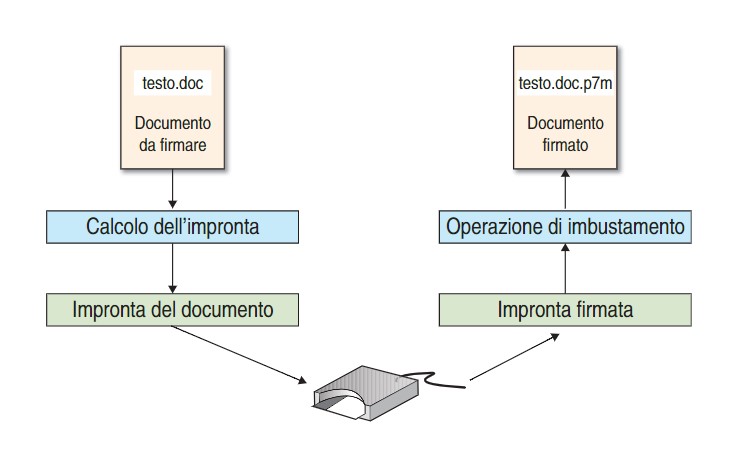 testo.doc
Documento
da firmare
Calcolo dell'impronta
Impronta del documento
testo.doc.p7m
Documento
firmato
Operazione di imbustamento
Impronta firmata